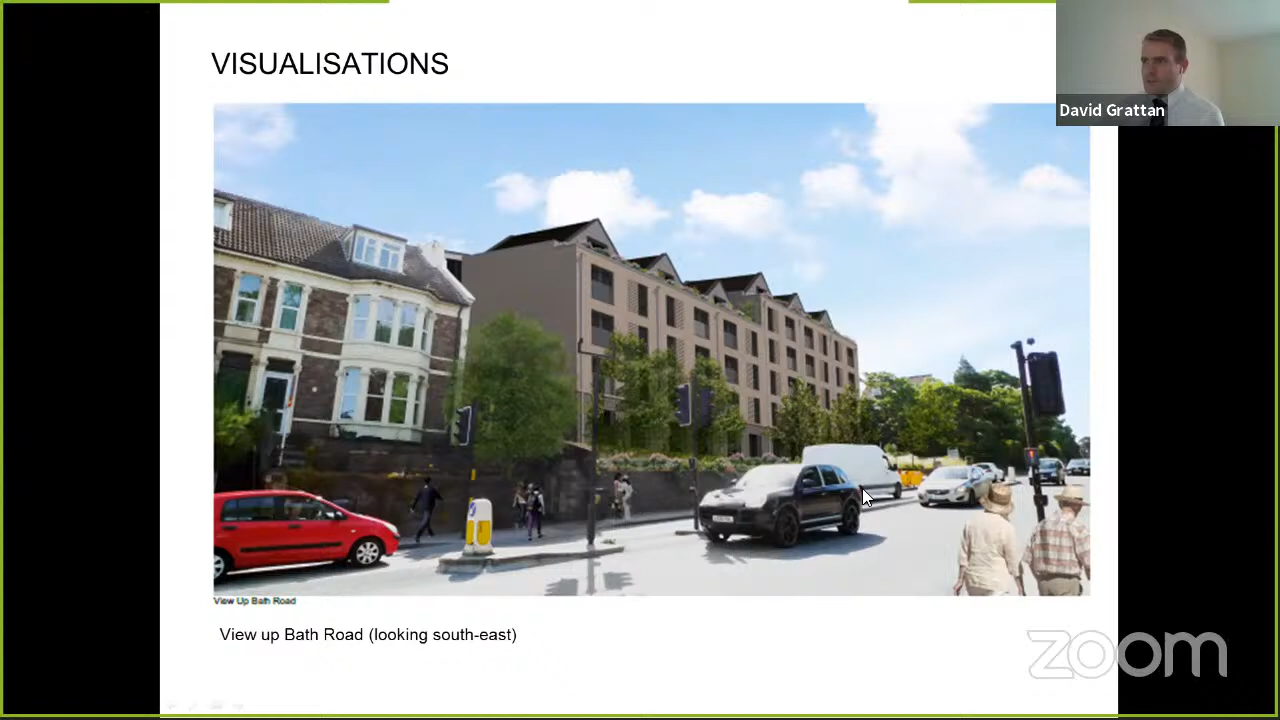 VISUALISATIONS
David Grattan
View Up Bath Road
View up Bath Road (looking south-east)
zoom